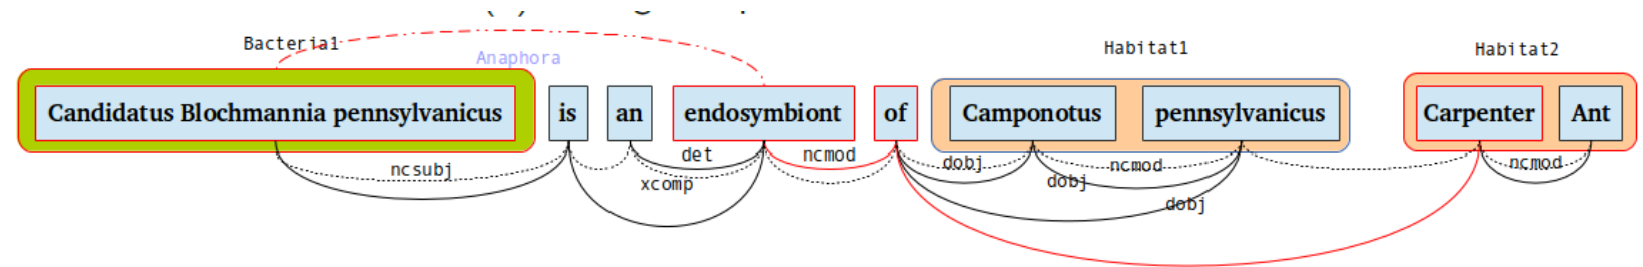 Bacteria1
Anaphora
Habitat1
Habitat2
Candidatus Blochmannia pennsylvanicus is an endosymbiont of Camponotus pennsylvanicus Carpenter Ant
ncsubj
det
xcomp
ncmod
dobj
dobj
ncmod
dobj
ncmod